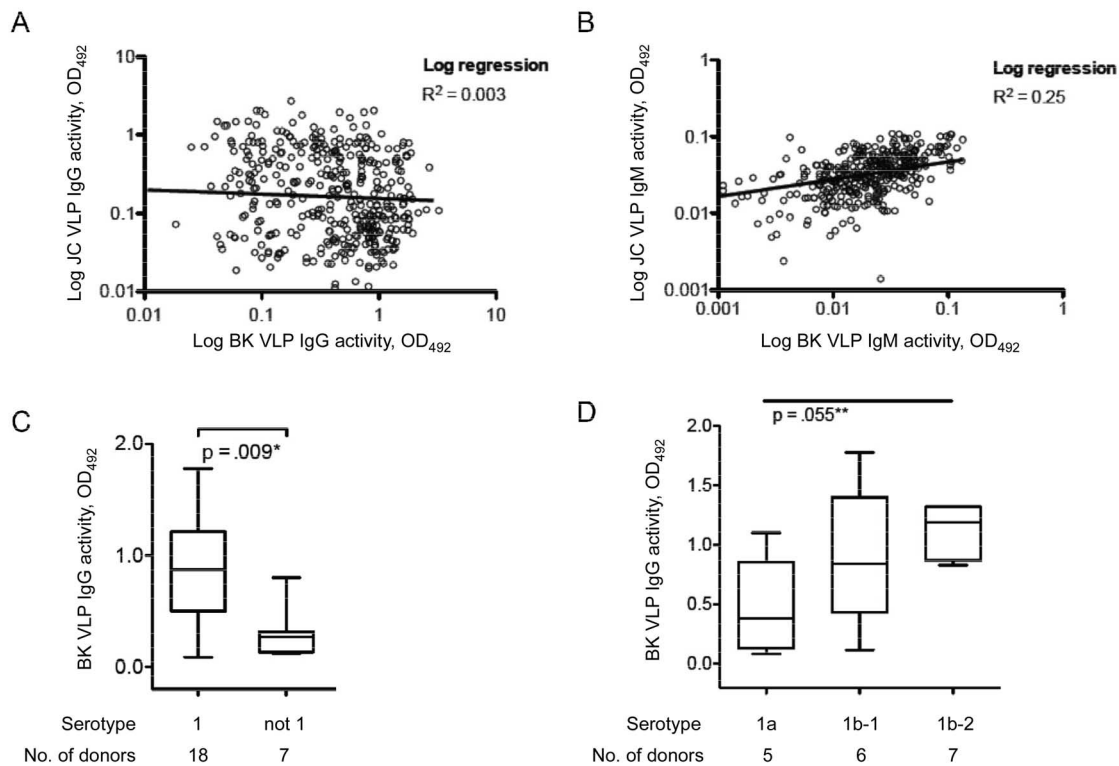 A
Log JC VLP IgG activity, OD492
10
1
0.1
0.01
Log regression
R² = 0.003
0.01 0.1 1 10
Log BK VLP IgG activity, OD492
B
Log JC VLP IgM activity, OD492
1
0.1
0.01
0.001
Log regression
R² = 0.25
0.001 0.01 0.1 1
Log BK VLP IgM activity, OD492
C
BK VLP IgG activity, OD492
2.0
1.0
0.0
p = .009*
Serotype 1 not 1
No. of donors 18 7
D
BK VLP IgG activity, OD492
p = .055**
2.0
1.5
1.0
0.5
0.0
Serotype 1a 1b-1 1b-2
No. of donors 5 6 7